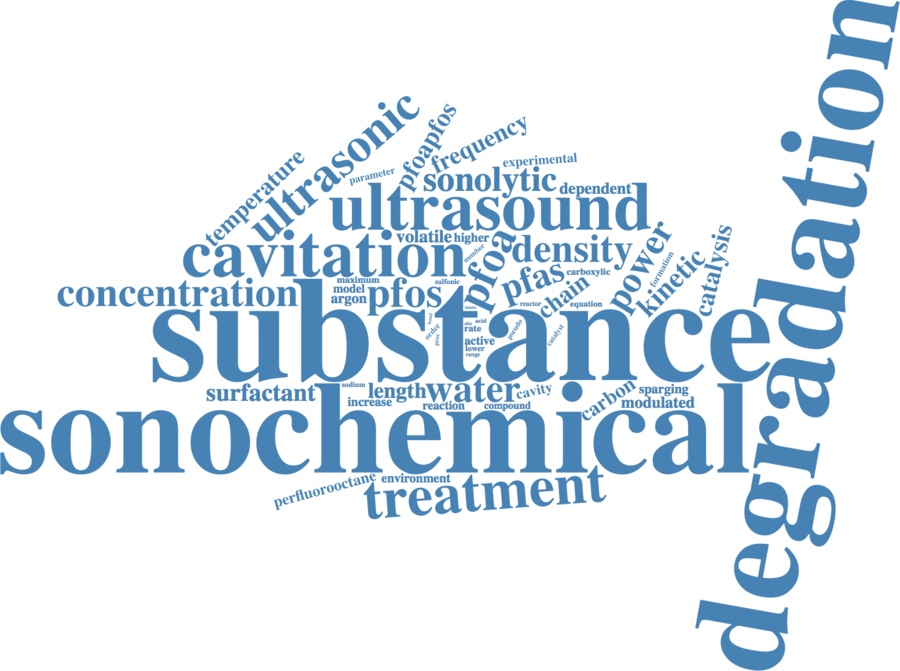 degradation
ultrasonic
pfoapfos
frequency
temperature
parameter
experimental
sonolytic
dependent
ultrasound
volatile
higher
cavitation
number
pfoa
density
power
formation
kinetic
catalysis
maximum
sulfonic
pfas
carboxylic
concentration
model
argon
pfos
chain
reactor
equation
substance
order
acid
rate
pseudo
catalyst
active
lower
range
surfactant
sodium
length
water
cavity
carbon
sparging
increase
reaction
compound
modulated
sonochemical
perfluorooctane
environment
treatment